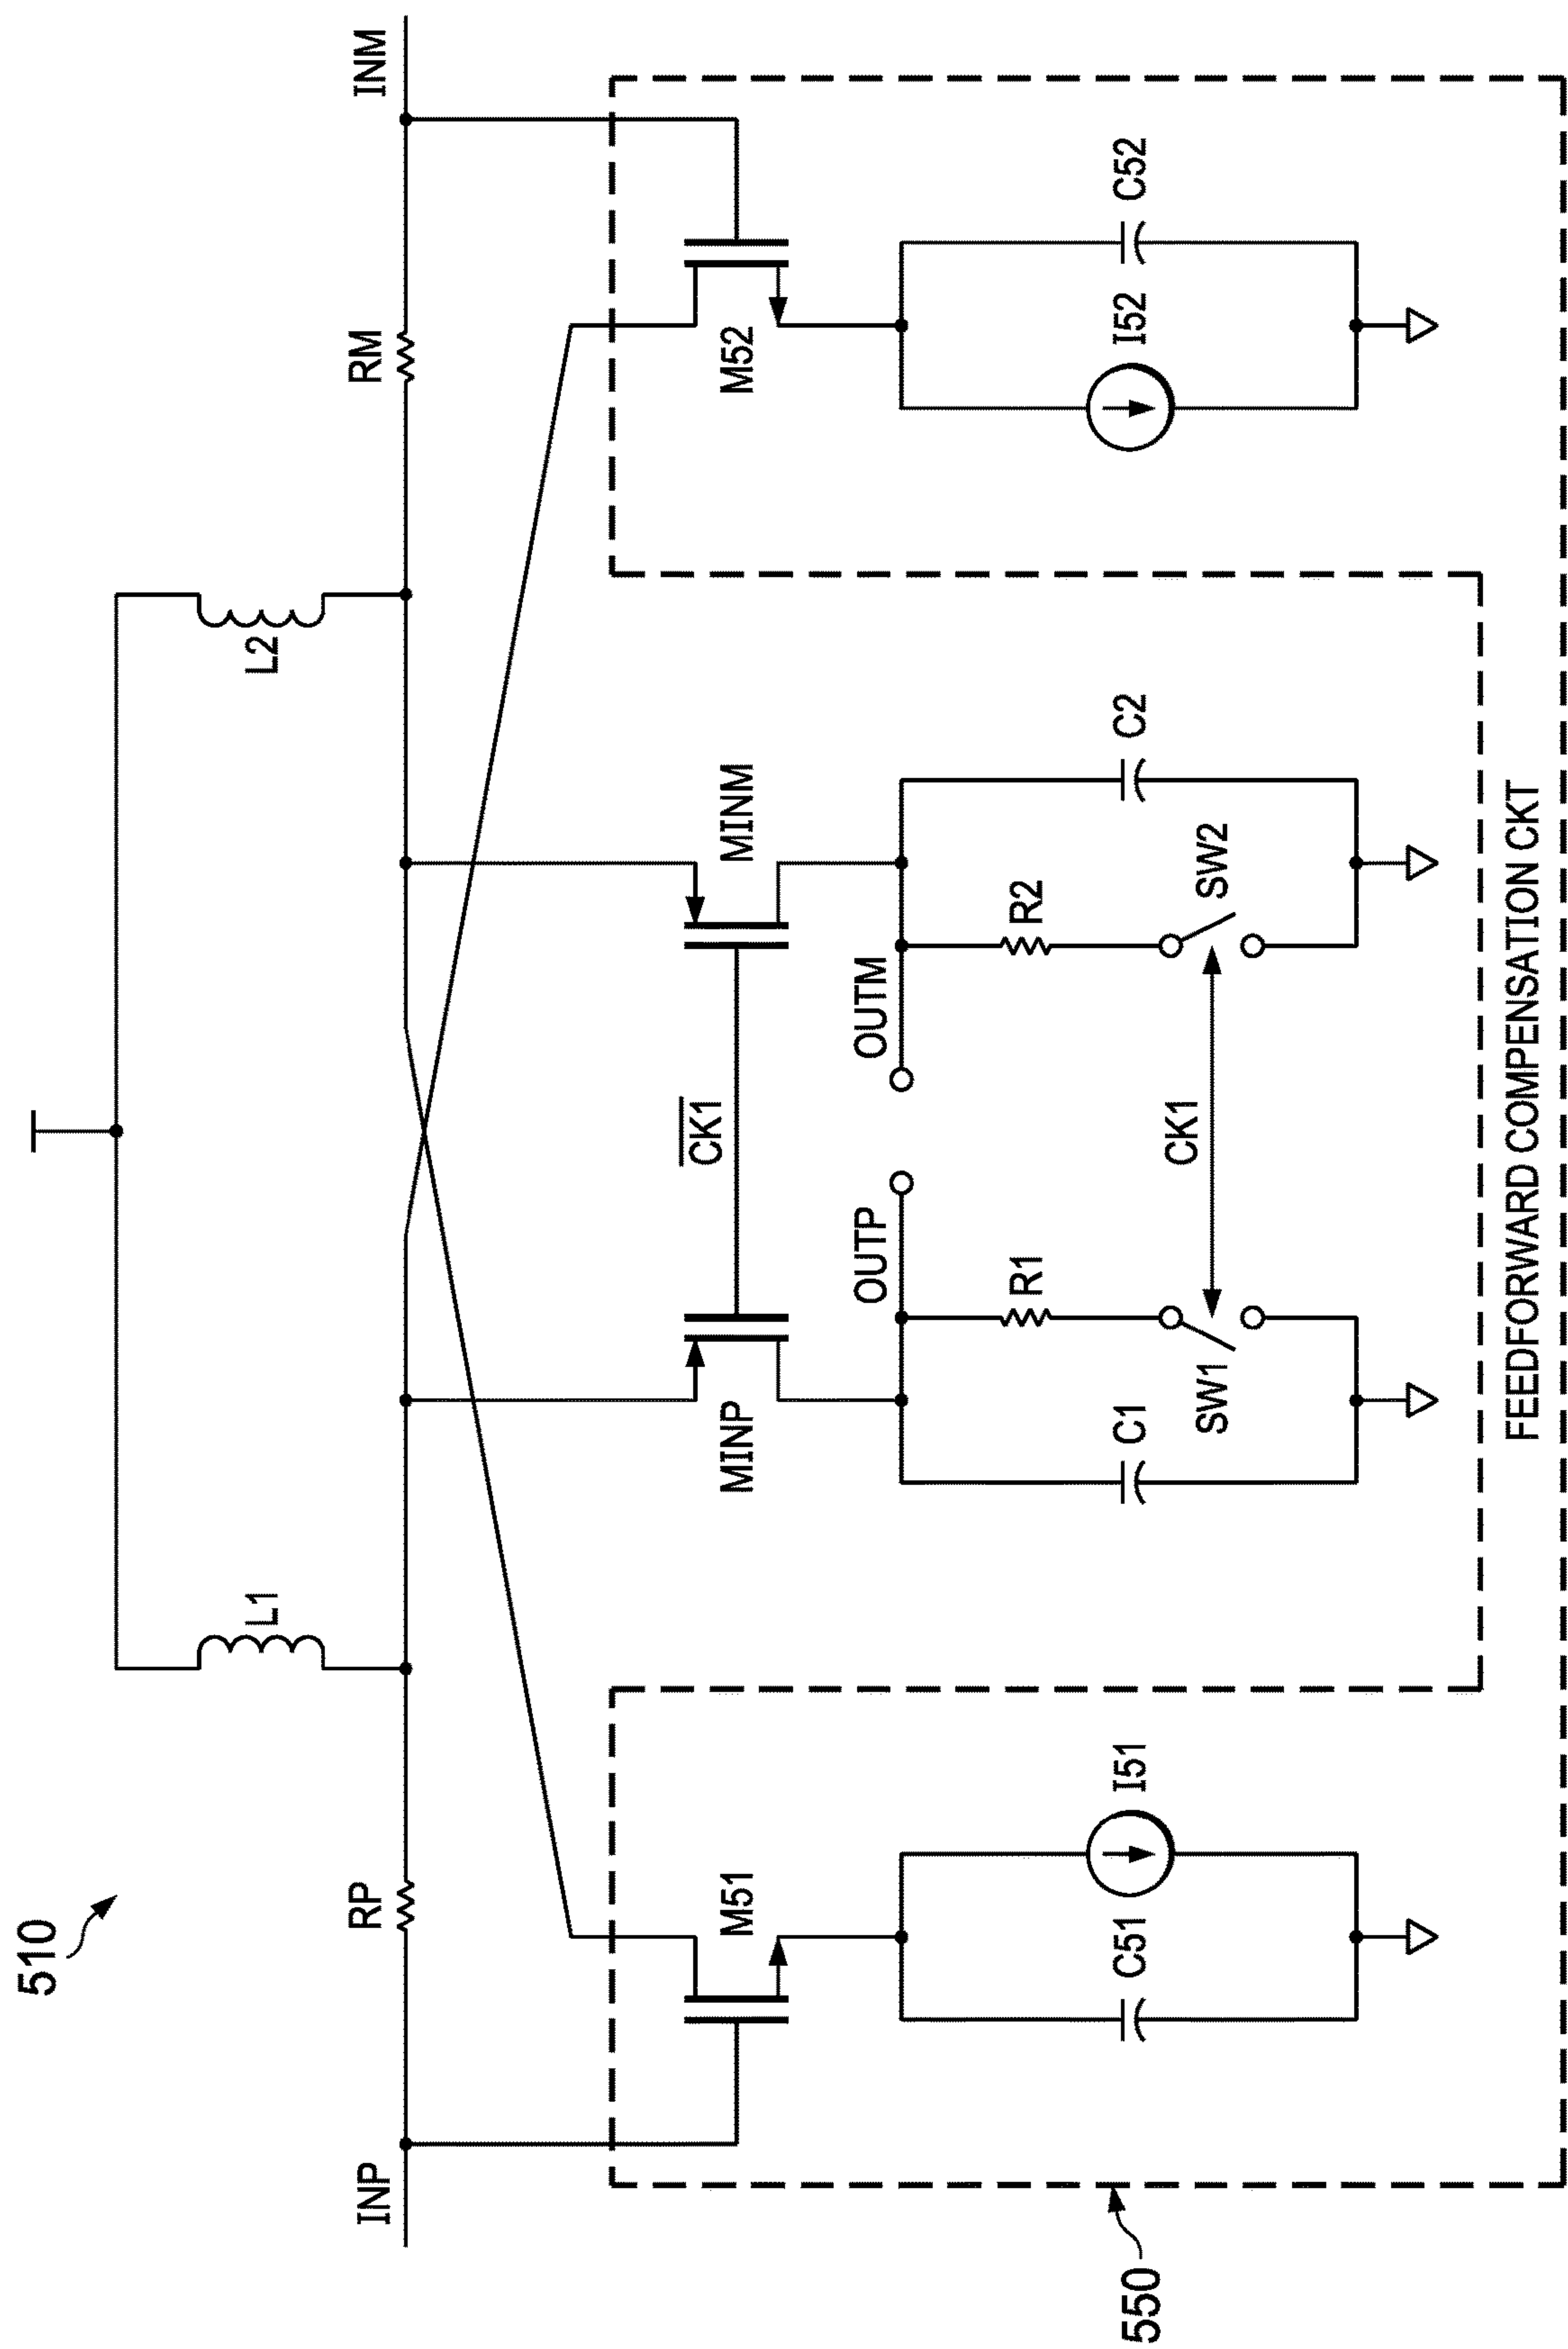 510
L1
L2
INP
RP
RM
INM
M51
MINP
C̅K̅1̅
MINM
M52
OUTP
OUTM
C51
I51
C1
R1
R2
C2
I52
C52
SW1
CK1
SW2
550
FEEDFORWARD COMPENSATION CKT